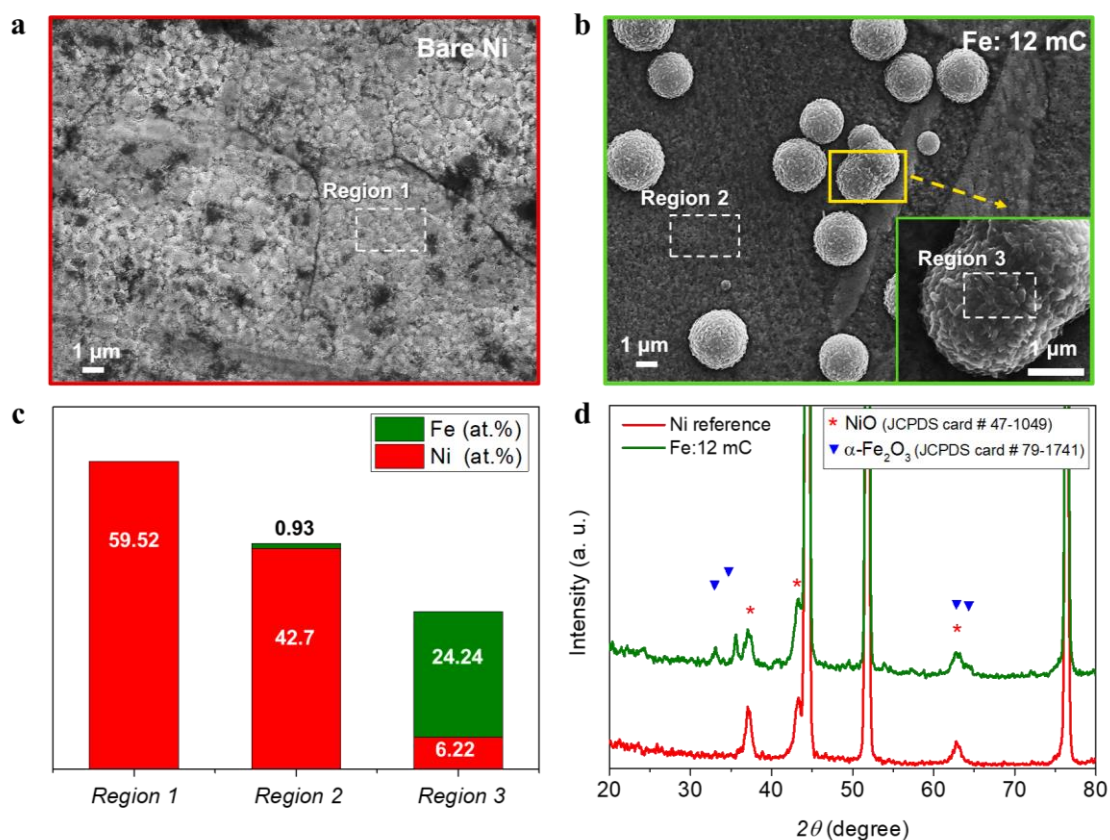 a
Bare Ni
Region 1
1 µm
b
Fe: 12 mC
Region 2
Region 3
1 µm
1 µm
c
Fe (at.%)
Ni (at.%)
59.52
0.93
42.7
24.24
6.22
Region 1
Region 2
Region 3
d
Ni reference
Fe:12 mC
* NiO (JCPDS card # 47-1049)
▼ α-Fe₂O₃ (JCPDS card # 79-1741)
Intensity (a. u.)
20 30 40 50 60 70 80
2θ (degree)